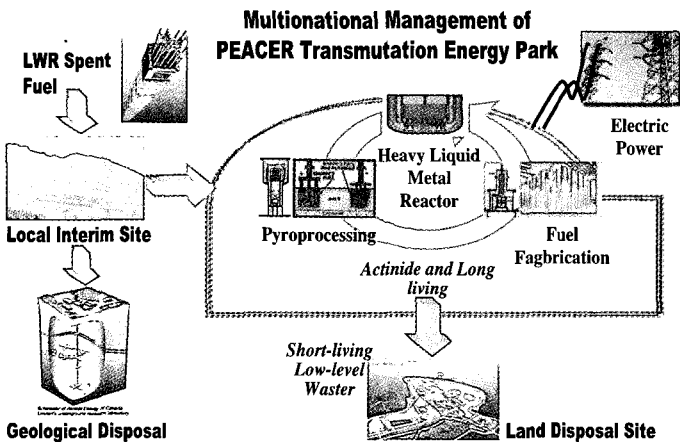 Multionational Management of
PEACER Transmutation Energy Park
LWR Spent
Fuel
Electric
Power
Heavy Liquid
Metal
Reactor
Local Interim Site
Pyroprocessing
Fuel
Fagbrication
Actinide and Long
living
Short-living
Low-level
Waster
Geological Disposal
Land Disposal Site